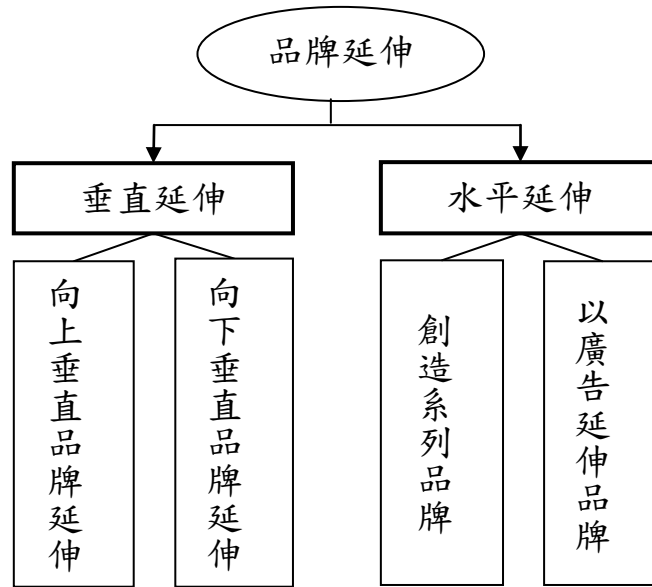 品牌延伸
垂直延伸
水平延伸
向上垂直品牌延伸
向下垂直品牌延伸
創造系列品牌
以廣告延伸品牌